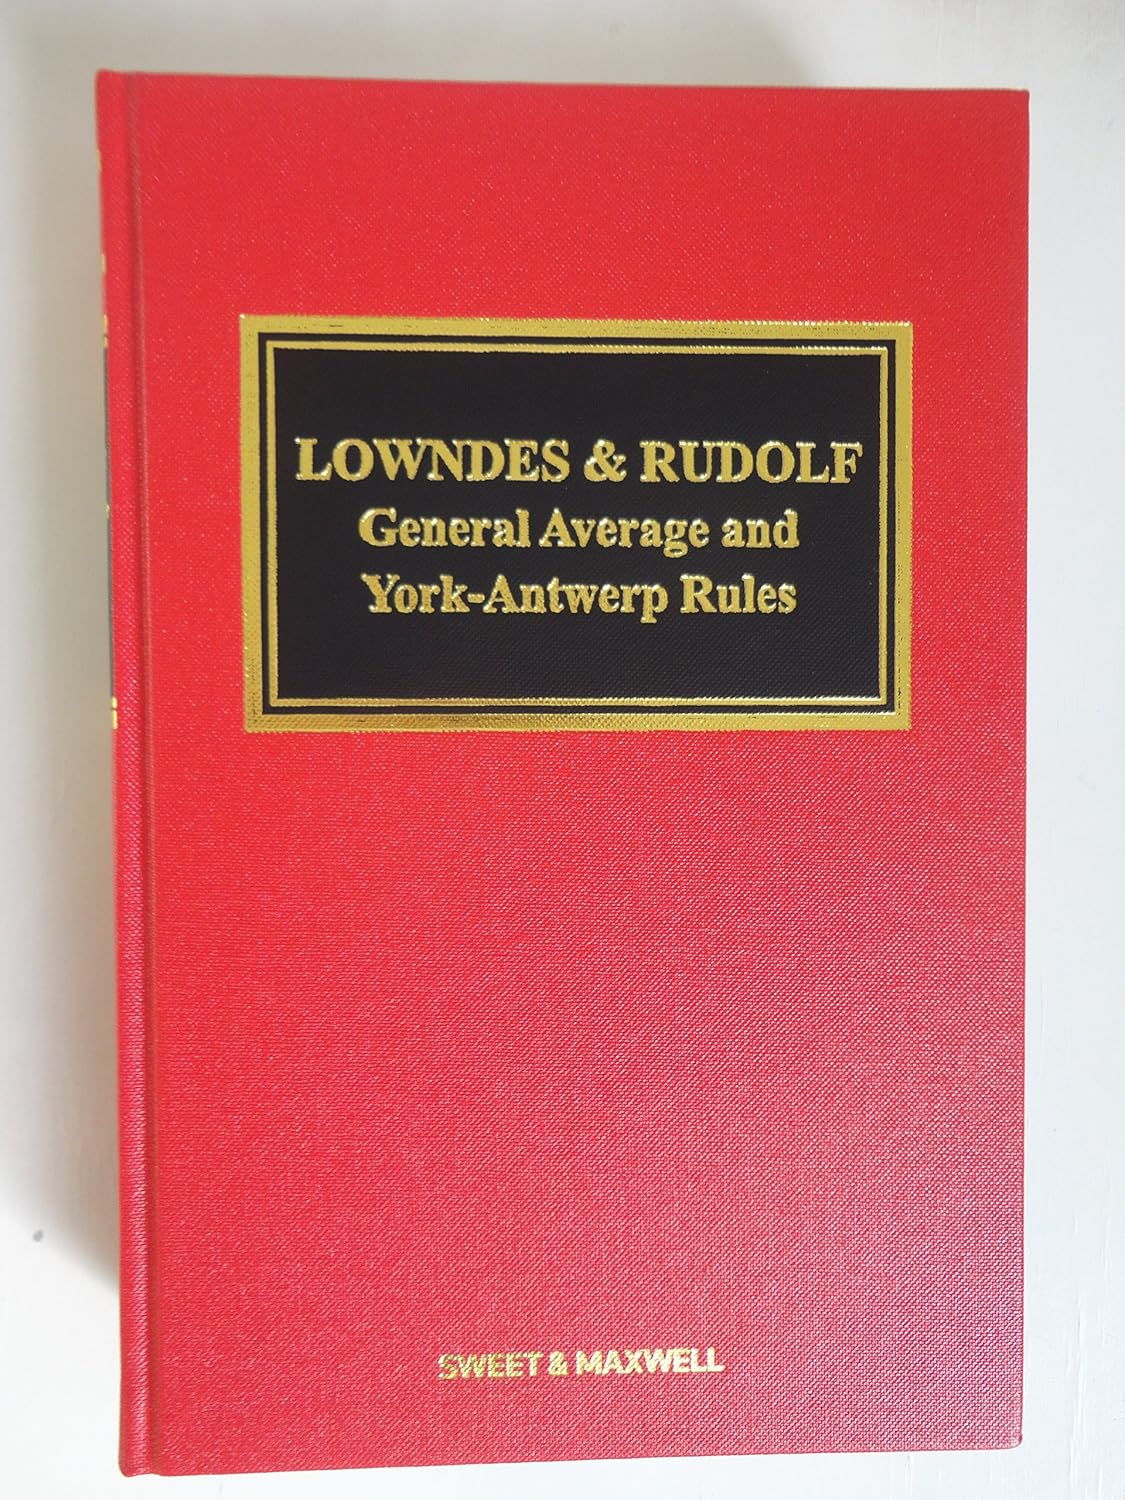 LOWNDES & RUDOLF
General Average and
York-Antwerp Rules
SWEET & MAXWELL